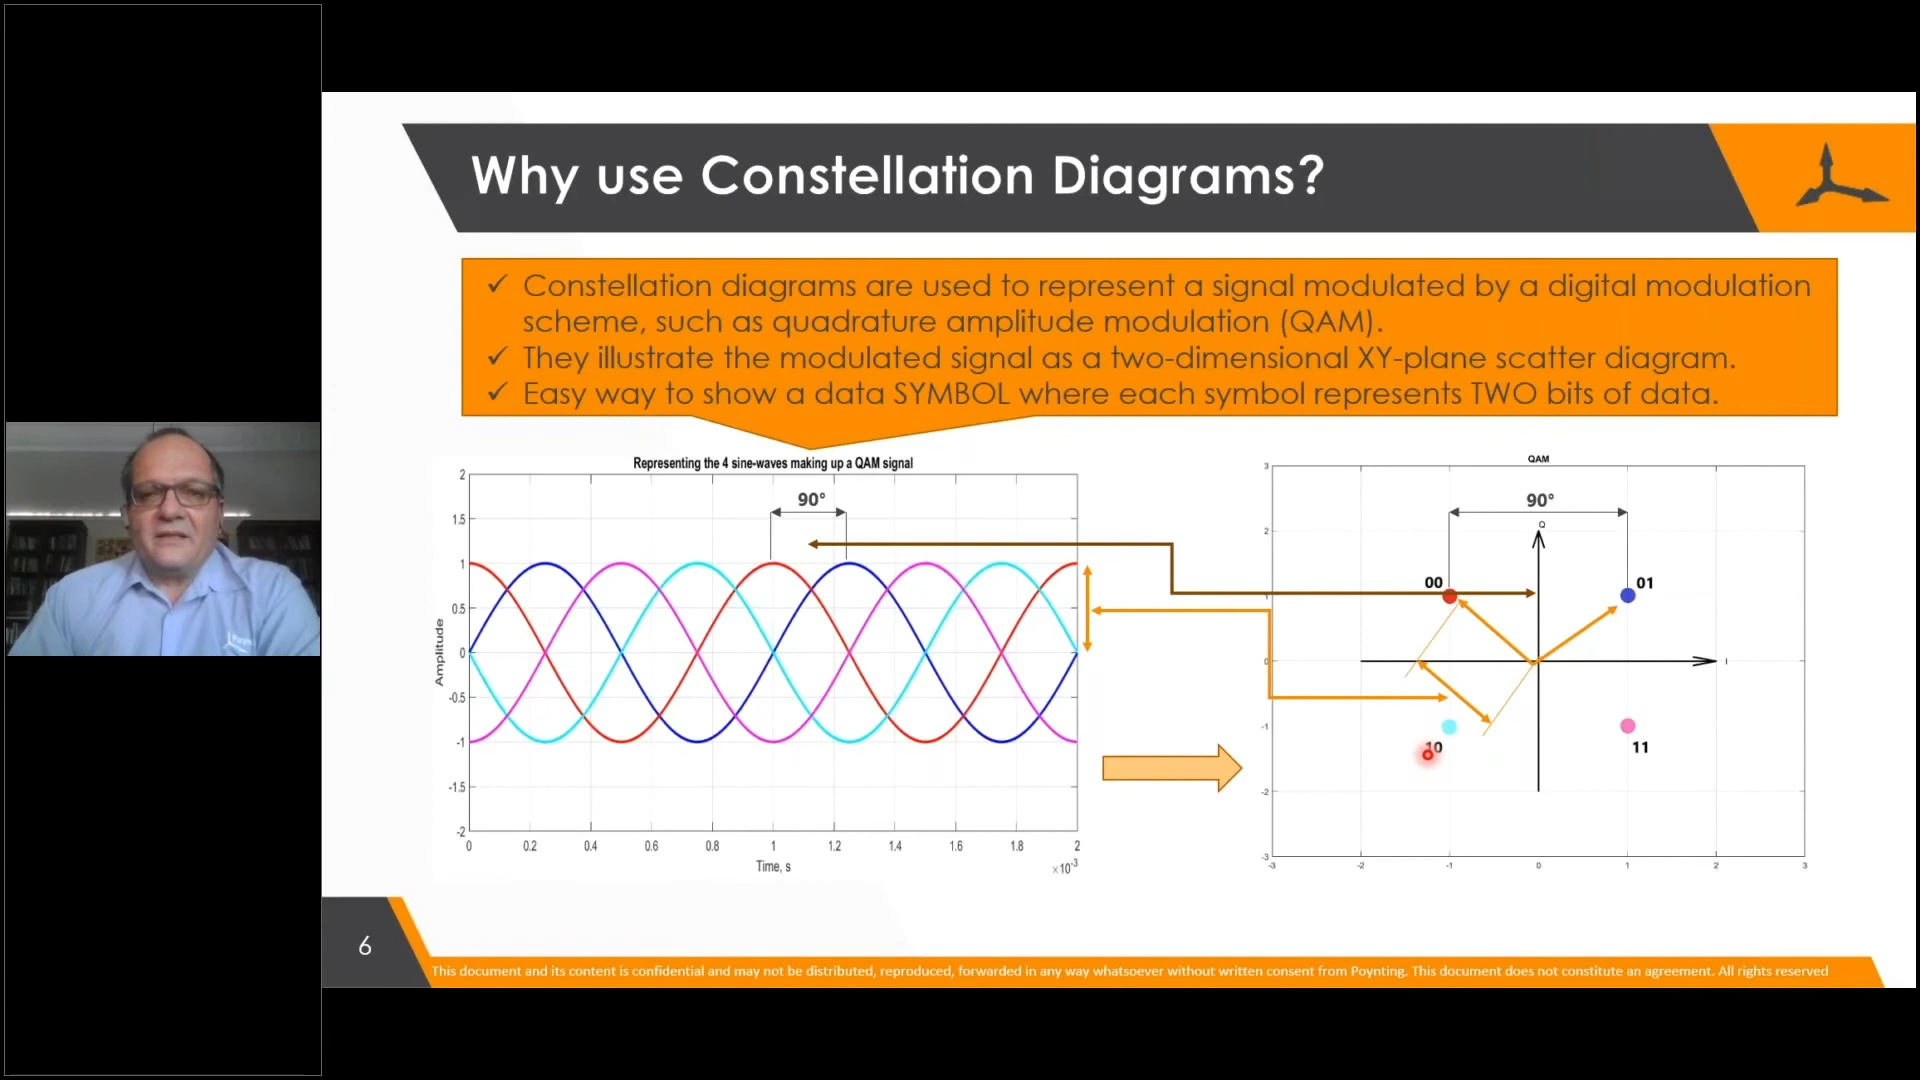 Why use Constellation Diagrams?
✓ Constellation diagrams are used to represent a signal modulated by a digital modulation
scheme, such as quadrature amplitude modulation (QAM).
✓ They illustrate the modulated signal as a two-dimensional XY-plane scatter diagram.
✓ Easy way to show a data SYMBOL where each symbol represents TWO bits of data.
Representing the 4 sine-waves making up a QAM signal
90°
2
1.5
1
0.5
0
-0.5
-1
-1.5
-2
Amplitude
0 0.2 0.4 0.6 0.8 1 1.2 1.4 1.6 1.8 2
Time, s
×10-3
QAM
90°
Q
I
00
01
10
11
3
2
1
0
-1
-2
-3
-3 -2 -1 0 1 2 3
6
This document and its content is confidential and may not be distributed, reproduced, forwarded in any way whatsoever without written consent from Poynting. This document does not constitute an agreement. All rights reserved